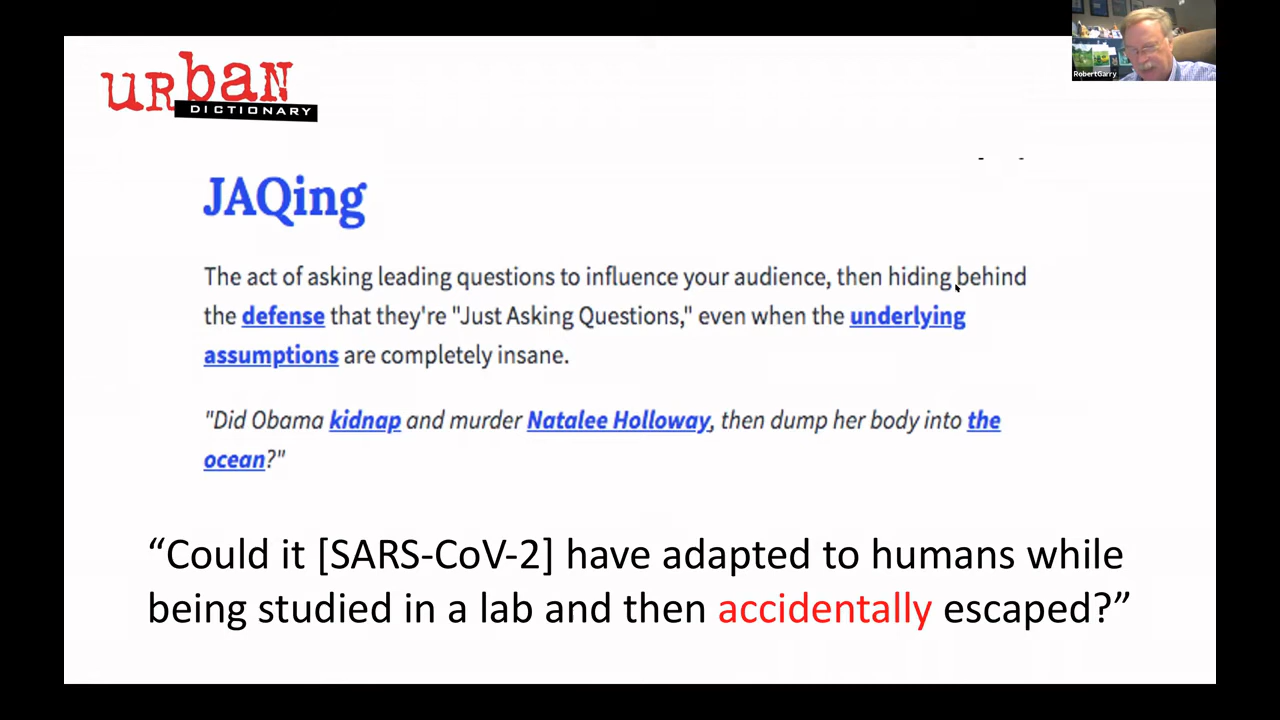 urban
DICTIONARY
RobertGarry
JAQing
The act of asking leading questions to influence your audience, then hiding behind
the defense that they're "Just Asking Questions," even when the underlying
assumptions are completely insane.
"Did Obama kidnap and murder Natalee Holloway, then dump her body into the
ocean?"
“Could it [SARS-CoV-2] have adapted to humans while
being studied in a lab and then accidentally escaped?”